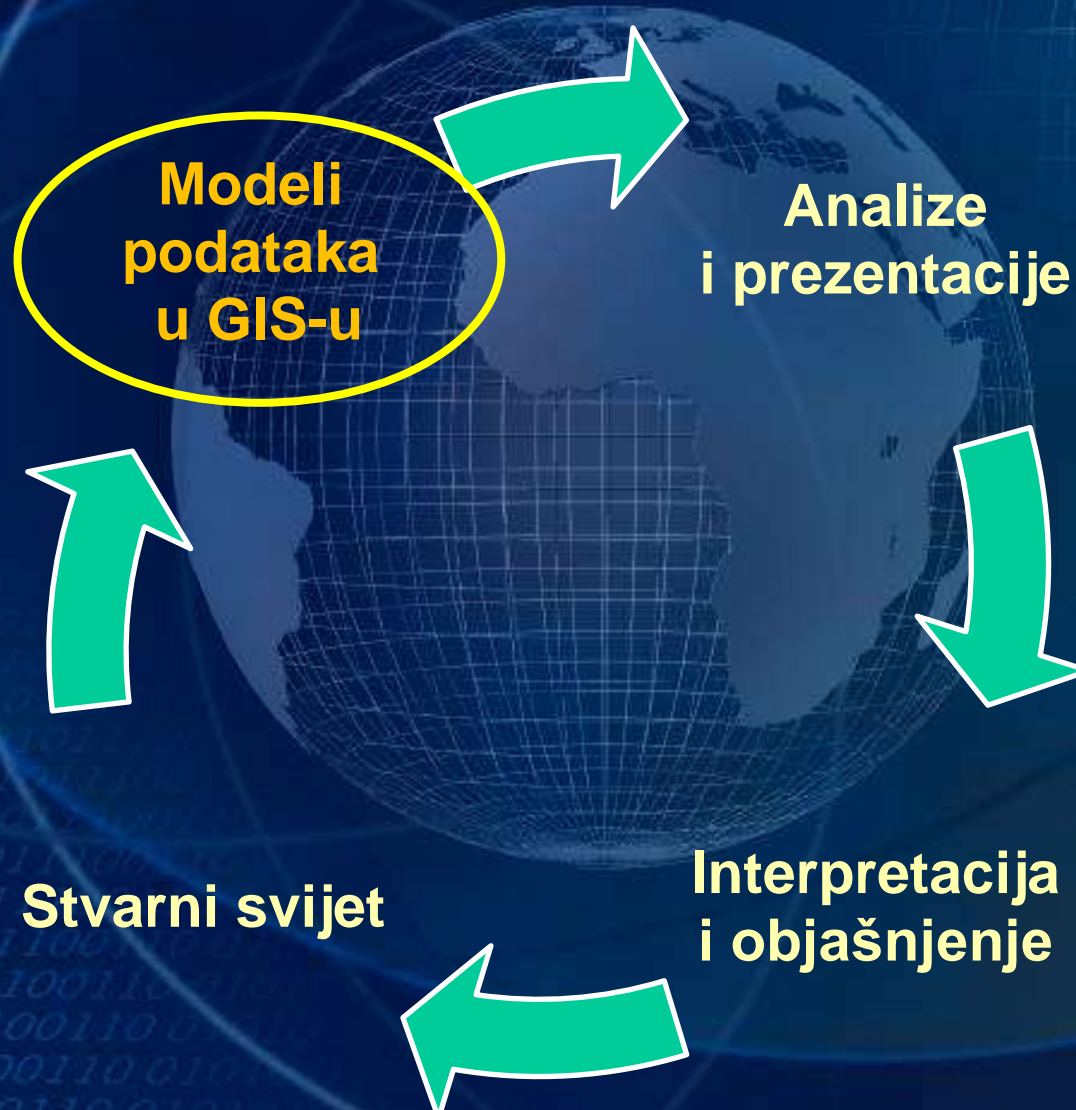 Modeli
podataka
u GIS-u
Analize
i prezentacije
Interpretacija
i objašnjenje
Stvarni svijet